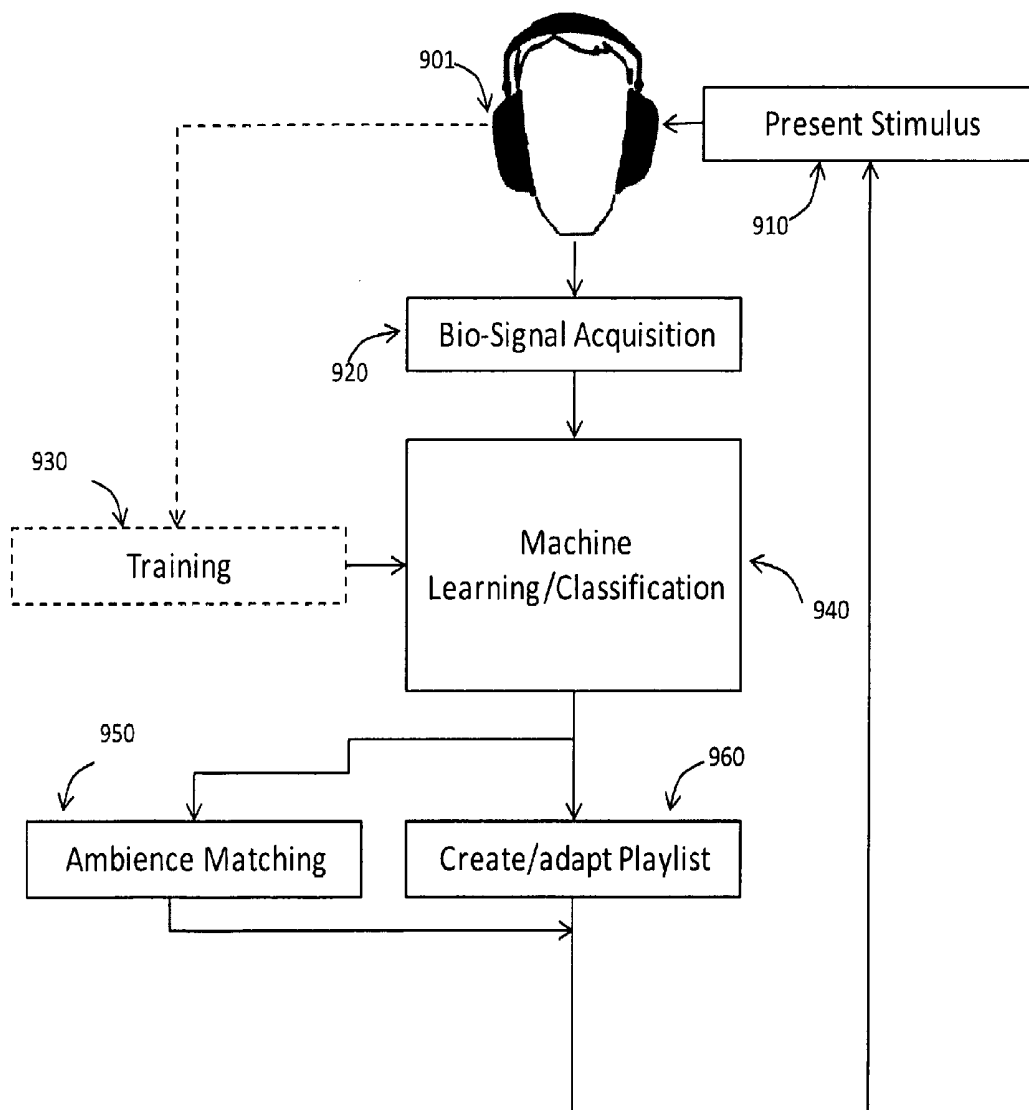 901
Present Stimulus
910
Bio-Signal Acquisition
920
930
Training
Machine
Learning/Classification
940
950
960
Ambience Matching
Create/adapt Playlist